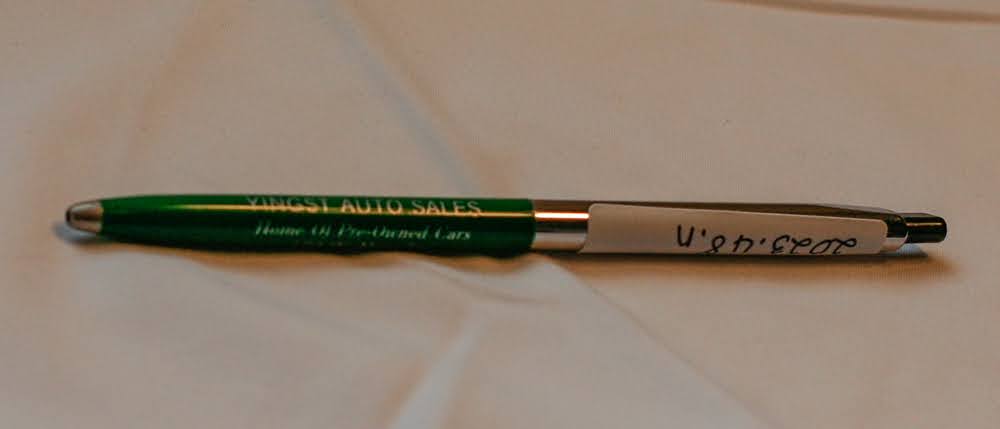 YINGST AUTO SALES
Home Of Pre-Owned Cars
2023.48.n